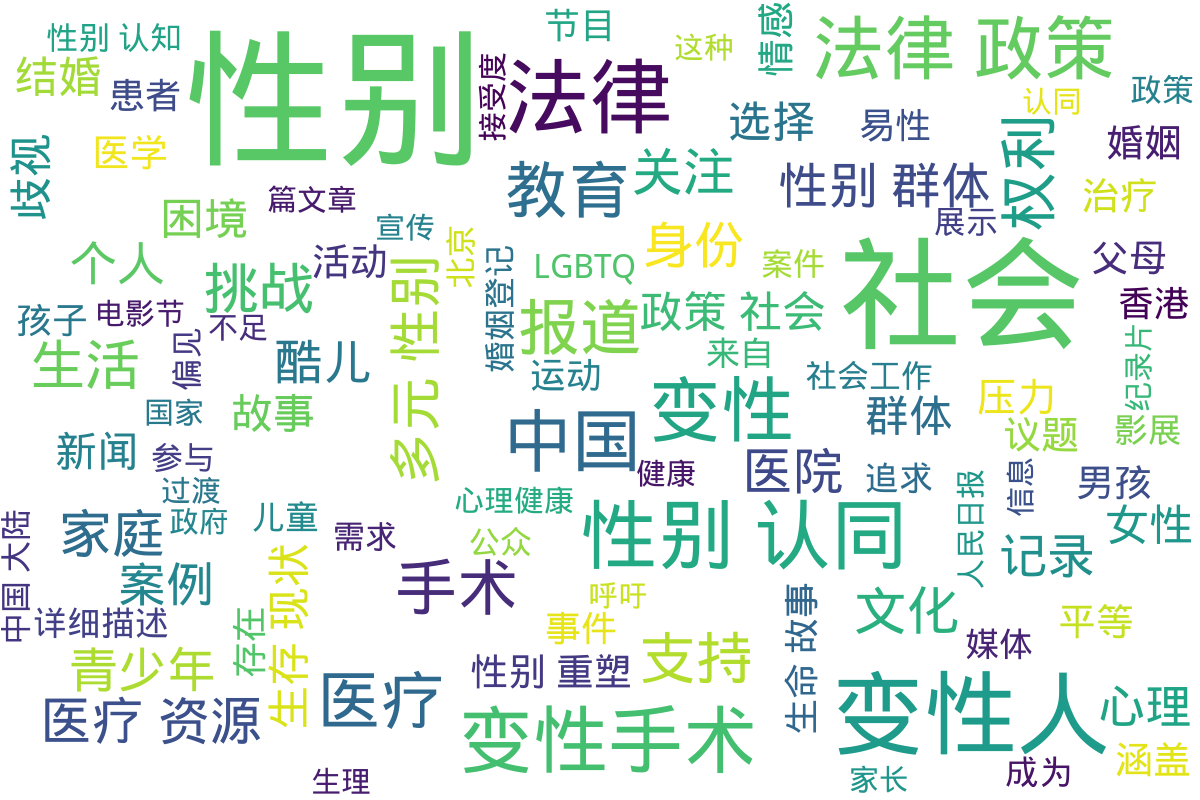 性别 认知
节目
情感
这种
法律 政策
结婚
患者
性别
接受度
法律
选择
易性
认同
政策
婚姻
歧视
医学
篇文章
教育
关注
性别 群体
权利
治疗
困境
宣传
北京
身份
案件
展示
父母
个人
挑战
活动
多元 性别
婚姻登记
LGBTQ
社会
香港
孩子
电影节
不足
报道
政策 社会
来自
纪录片
生活
偏见
酷儿
运动
变性
社会工作
压力
国家
故事
中国
群体
议题
影展
新闻
参与
健康
医院
追求
信息
男孩
过渡
心理健康
人民日报
中国 大陆
家庭
政府
儿童
需求
公众
性别 认同
记录
女性
案例
生存 现状
手术
呼吁
生命 故事
文化
平等
详细描述
存在
事件
媒体
青少年
性别 重塑
支持
医疗 资源
医疗
变性手术
变性人
心理
涵盖
生理
家长
成为